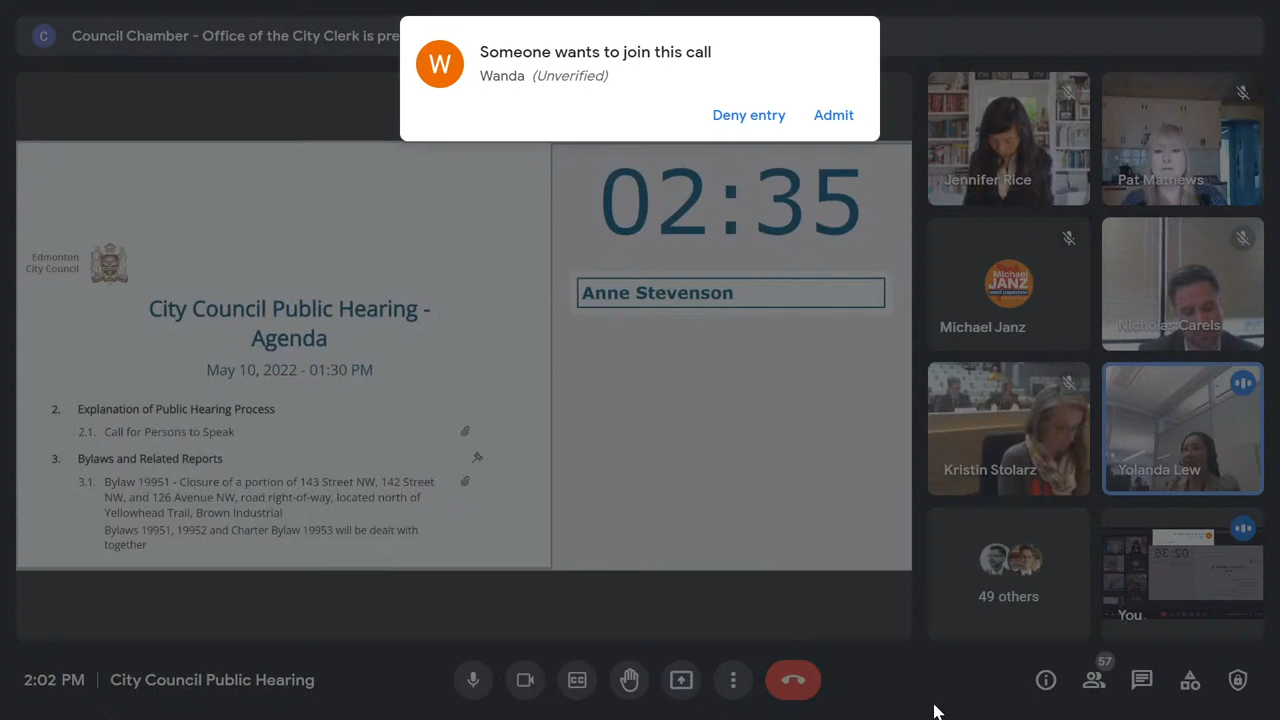 C Council Chamber - Office of the City Clerk is pre
W
Someone wants to join this call
Wanda (Unverified)
Deny entry Admit
Edmonton
City Council
City Council Public Hearing -
Agenda
May 10, 2022 - 01:30 PM
2. Explanation of Public Hearing Process
2.1. Call for Persons to Speak
3. Bylaws and Related Reports
3.1. Bylaw 19951 - Closure of a portion of 143 Street NW, 142 Street
NW, and 126 Avenue NW, road right-of-way, located north of
Yellowhead Trail, Brown Industrial
Bylaws 19951, 19952 and Charter Bylaw 19953 will be dealt with
together
02:35
Anne Stevenson
Jennifer Rice
Pat Mathews
Michael
JANZ
Michael Janz
Nicholas Carels
Kristin Stolarz
Yolanda Lew
49 others
02:36
You
2:02 PM | City Council Public Hearing
57